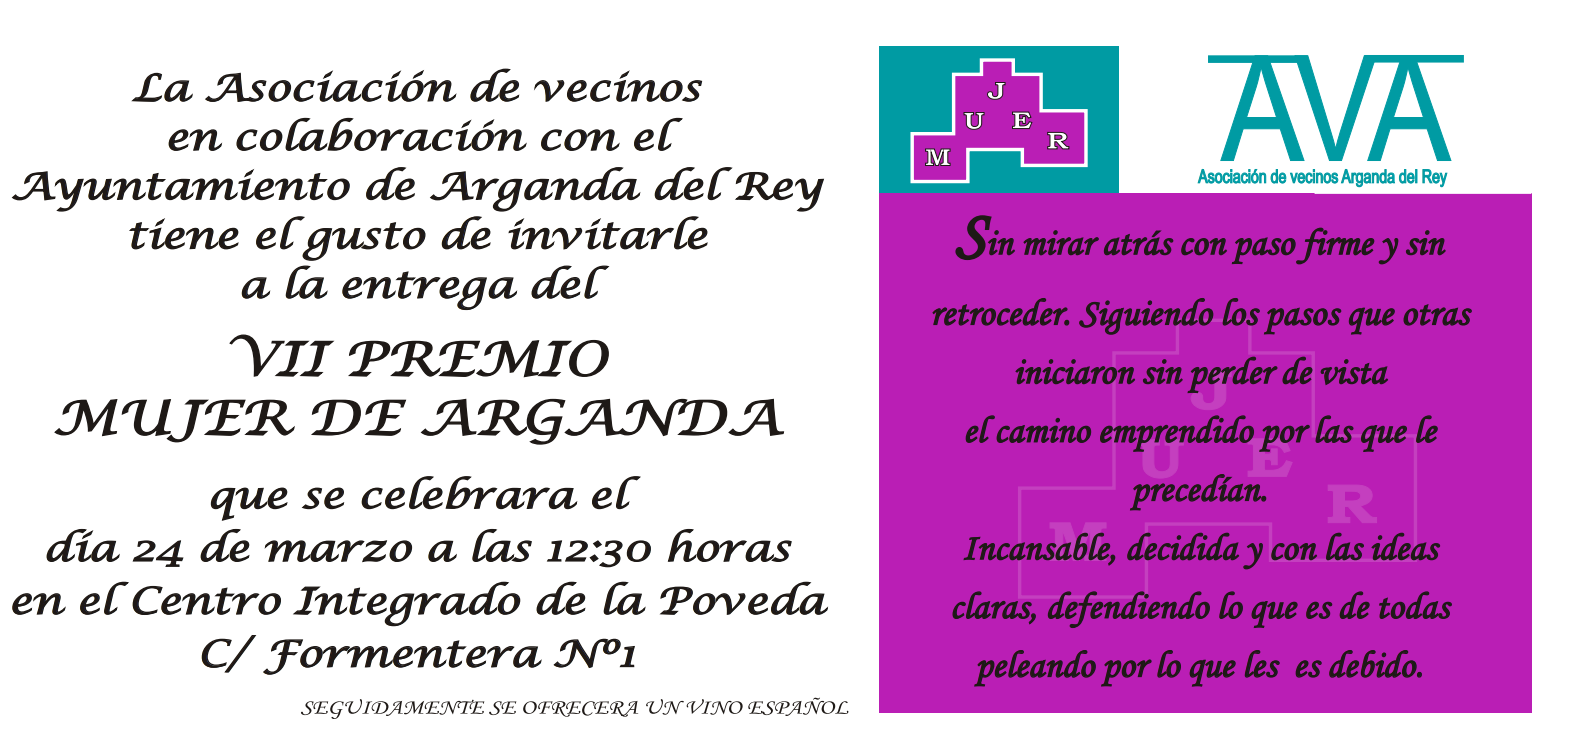 La Asociación de vecinos
en colaboración con el
Ayuntamiento de Arganda del Rey
tiene el gusto de invitarle
a la entrega del
VII PREMIO
MUJER DE ARGANDA
que se celebrara el
día 24 de marzo a las 12:30 horas
en el Centro Integrado de la Poveda
C/ Formentera Nº1
SEGUIDAMENTE SE OFRECERA UN VINO ESPAÑOL
MUJER
AVA
Asociación de vecinos Arganda del Rey
Sin mirar atrás con paso firme y sin
retroceder. Siguiendo los pasos que otras
iniciaron sin perder de vista
el camino emprendido por las que le
precedían.
Incansable, decidida y con las ideas
claras, defendiendo lo que es de todas
peleando por lo que les es debido.
MUJER